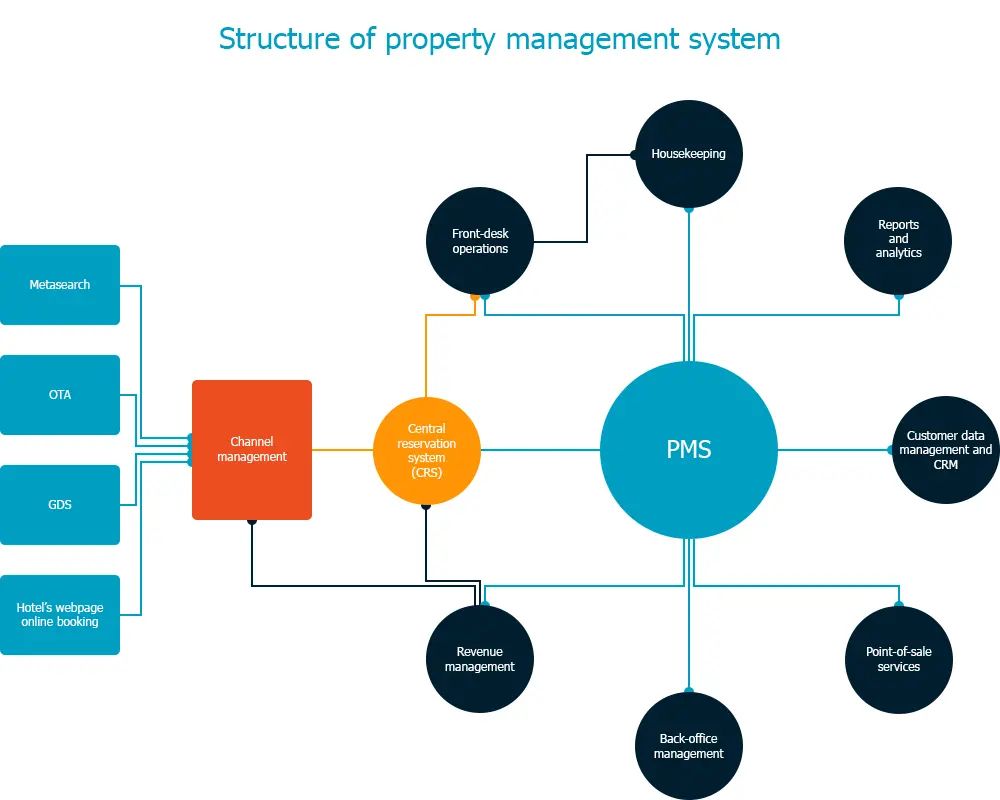 Structure of property management system
Housekeeping
Front-desk
operations
Reports
and
analytics
Metasearch
OTA
GDS
Hotel’s webpage
online booking
Channel
management
Central
reservation
system
(CRS)
PMS
Customer data
management and
CRM
Revenue
management
Back-office
management
Point-of-sale
services